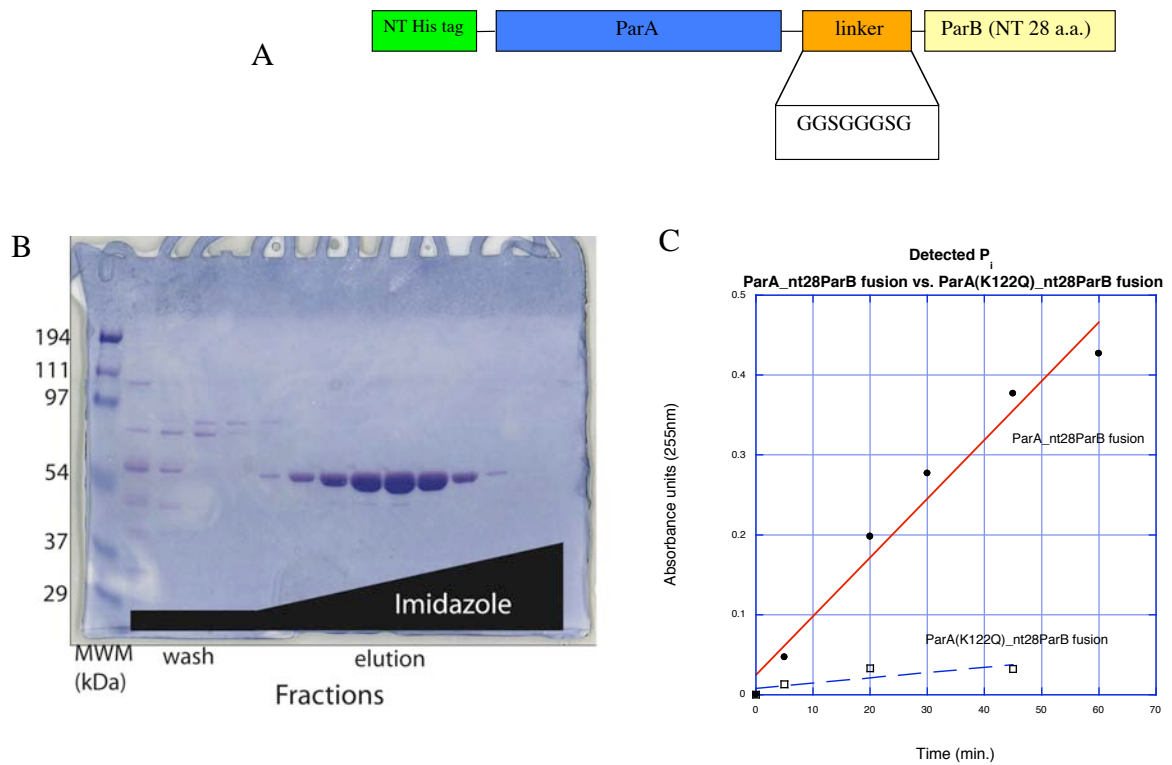 A
NT His tag
ParA
linker
ParB (NT 28 a.a.)
GGSGGGSG
B
194
111
97
54
37
29
Imidazole
MWM
(kDa)
wash
elution
Fractions
C
Detected Pi
ParA_nt28ParB fusion vs. ParA(K122Q)_nt28ParB fusion
0.5
0.4
0.3
0.2
0.1
0
Absorbance units (255nm)
ParA_nt28ParB fusion
ParA(K122Q)_nt28ParB fusion
0 10 20 30 40 50 60 70
Time (min.)